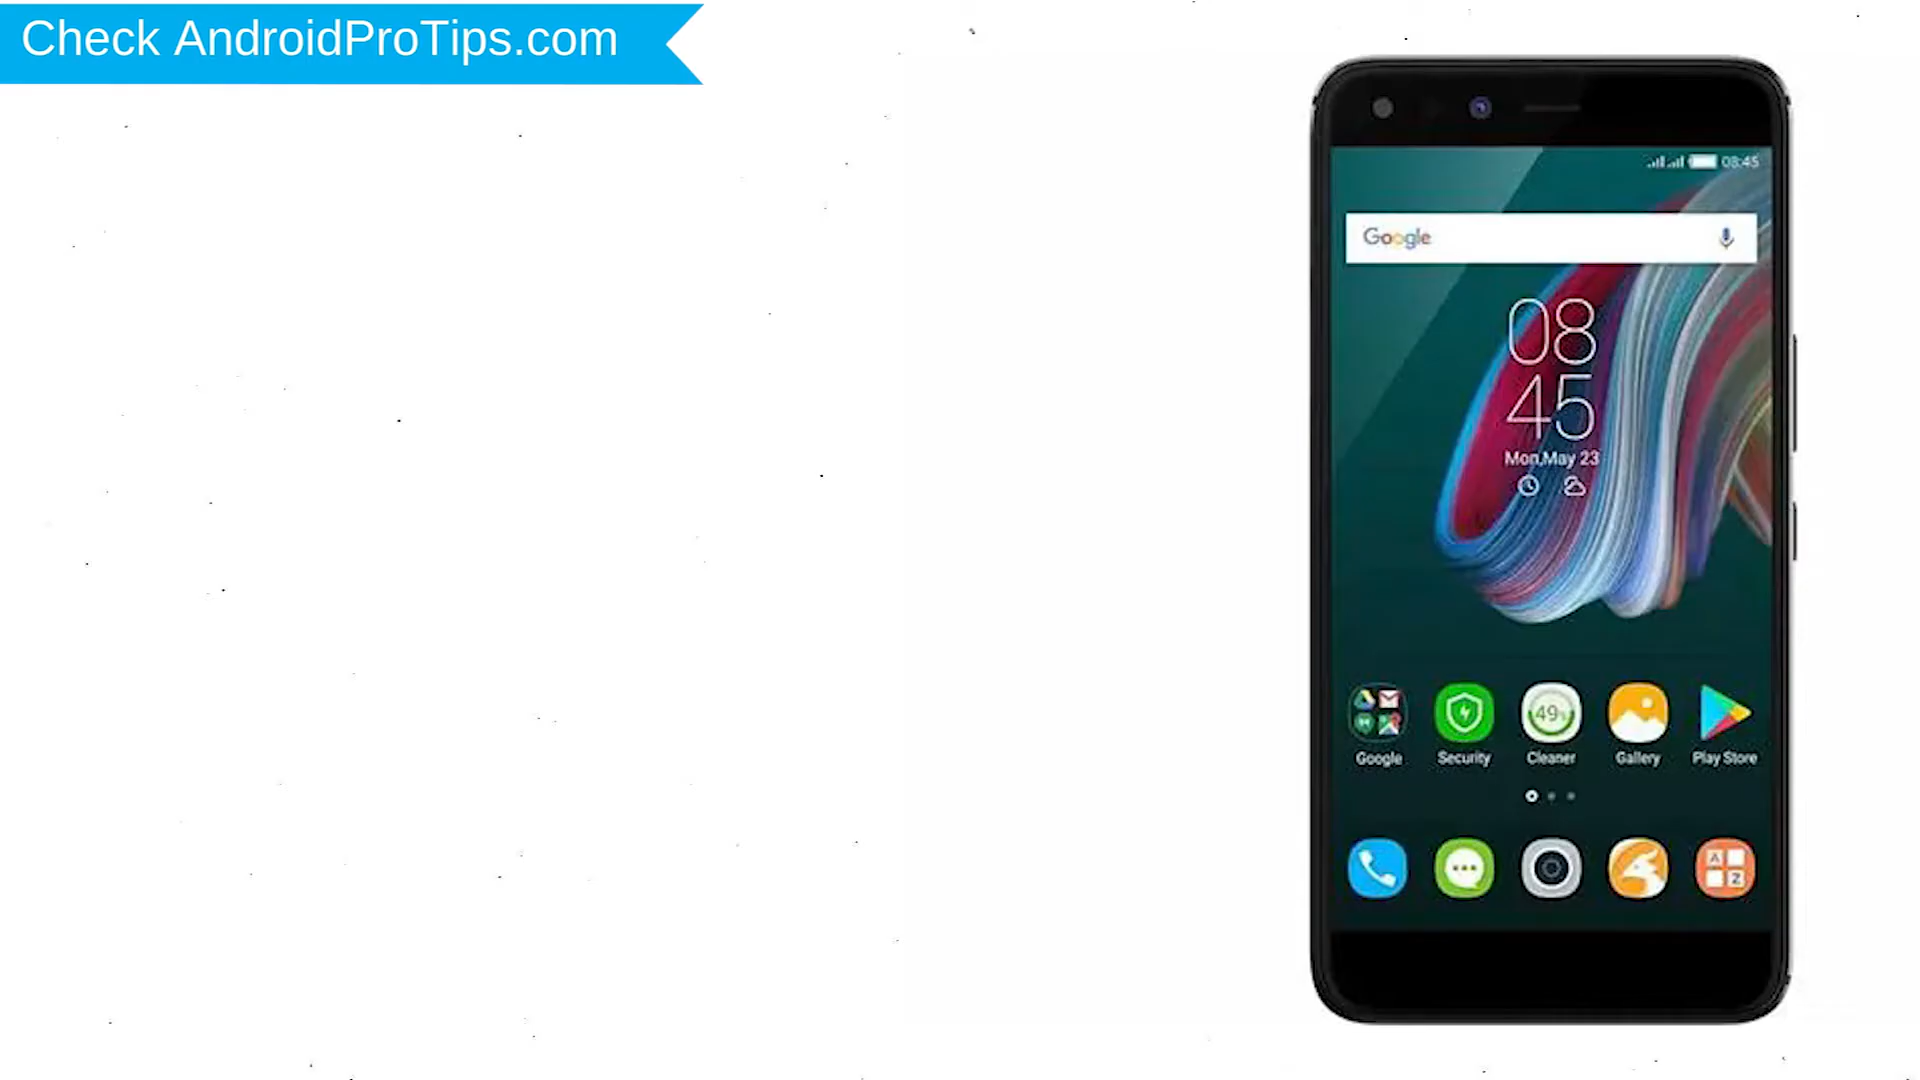 Check AndroidProTips.com
08:45
Google
08
45
Mon,May 23
49%
Google Security Cleaner Gallery Play Store
A
Z